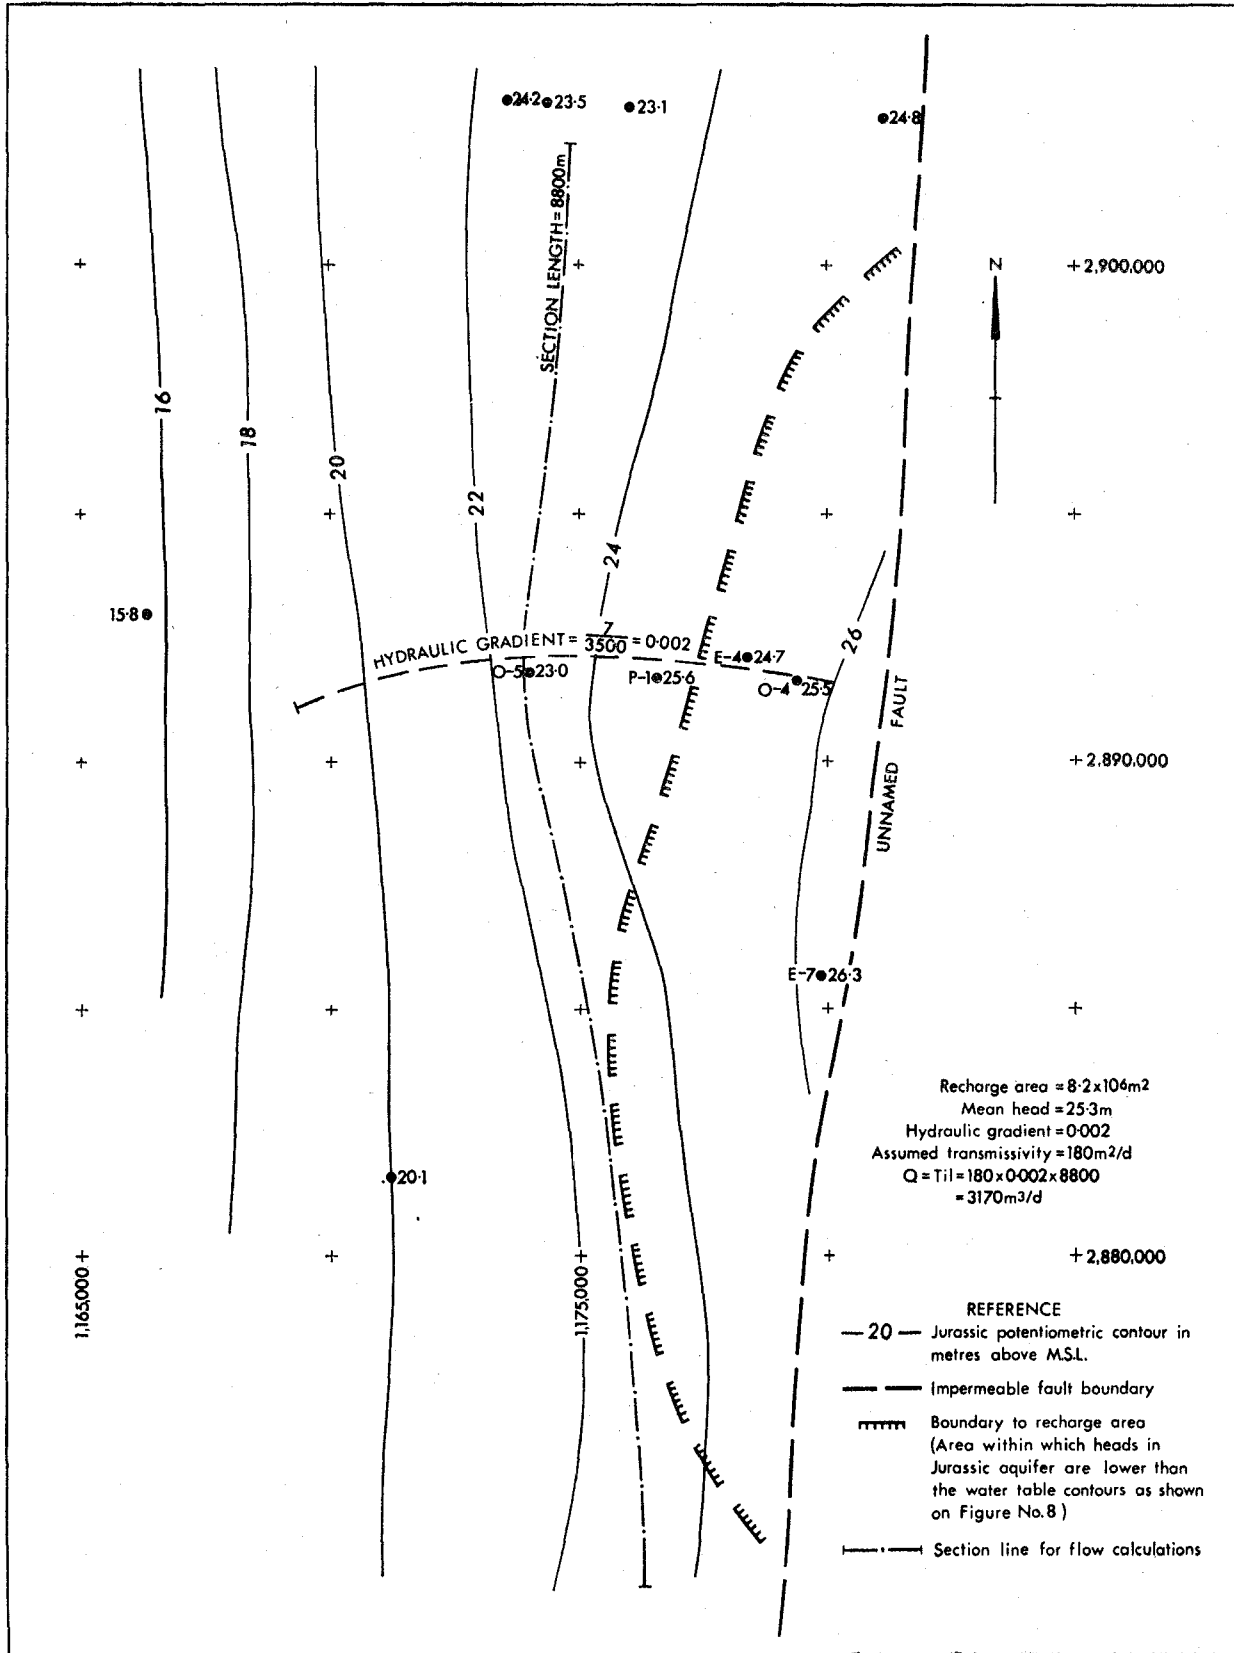 24·2
23·5
23·1
24·8
SECTION LENGTH=8800m
2,900,000
N
16
18
20
22
24
26
15·8
HYDRAULIC GRADIENT= 7/3500 =0·002
O-5 23·0
P-1 25·6
E-4 24·7
O-4 25·5
UNNAMED FAULT
2.890,000
E-7 26·3
20·1
Recharge area =8·2x106m2
Mean head =25·3m
Hydraulic gradient=0·002
Assumed transmissivity =180m2/d
Q=Til=180x0·002x8800
=3170m3/d
1,165,000
1,175,000
2,880,000
REFERENCE
20 Jurassic potentiometric contour in
metres above M.S.L.
Impermeable fault boundary
Boundary to recharge area
(Area within which heads in
Jurassic aquifer are lower than
the water table contours as shown
on Figure No.8)
Section line for flow calculations